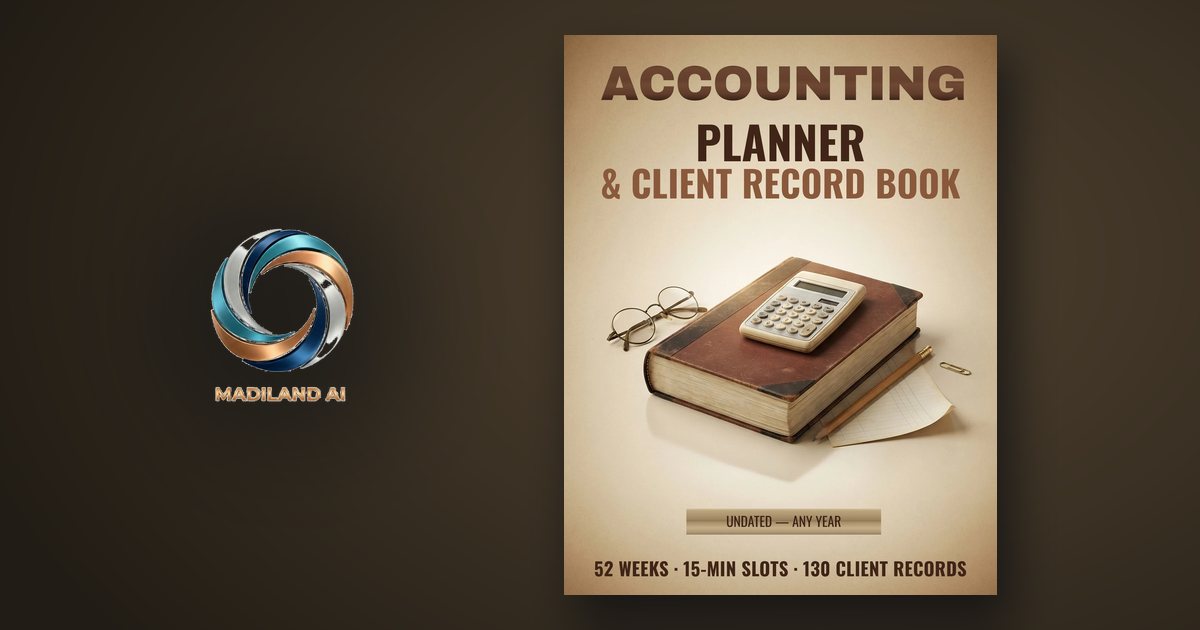 MADILAND AI
ACCOUNTING
PLANNER
& CLIENT RECORD BOOK
UNDATED — ANY YEAR
52 WEEKS · 15-MIN SLOTS · 130 CLIENT RECORDS